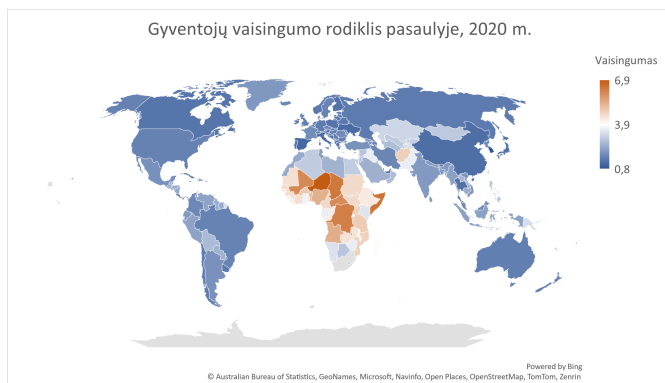 Gyventojų vaisingumo rodiklis pasaulyje, 2020 m.
Vaisingumas
6,9
3,9
0,8
Powered by Bing
© Australian Bureau of Statistics, GeoNames, Microsoft, Navinfo, Open Places, OpenStreetMap, TomTom, Zenrin